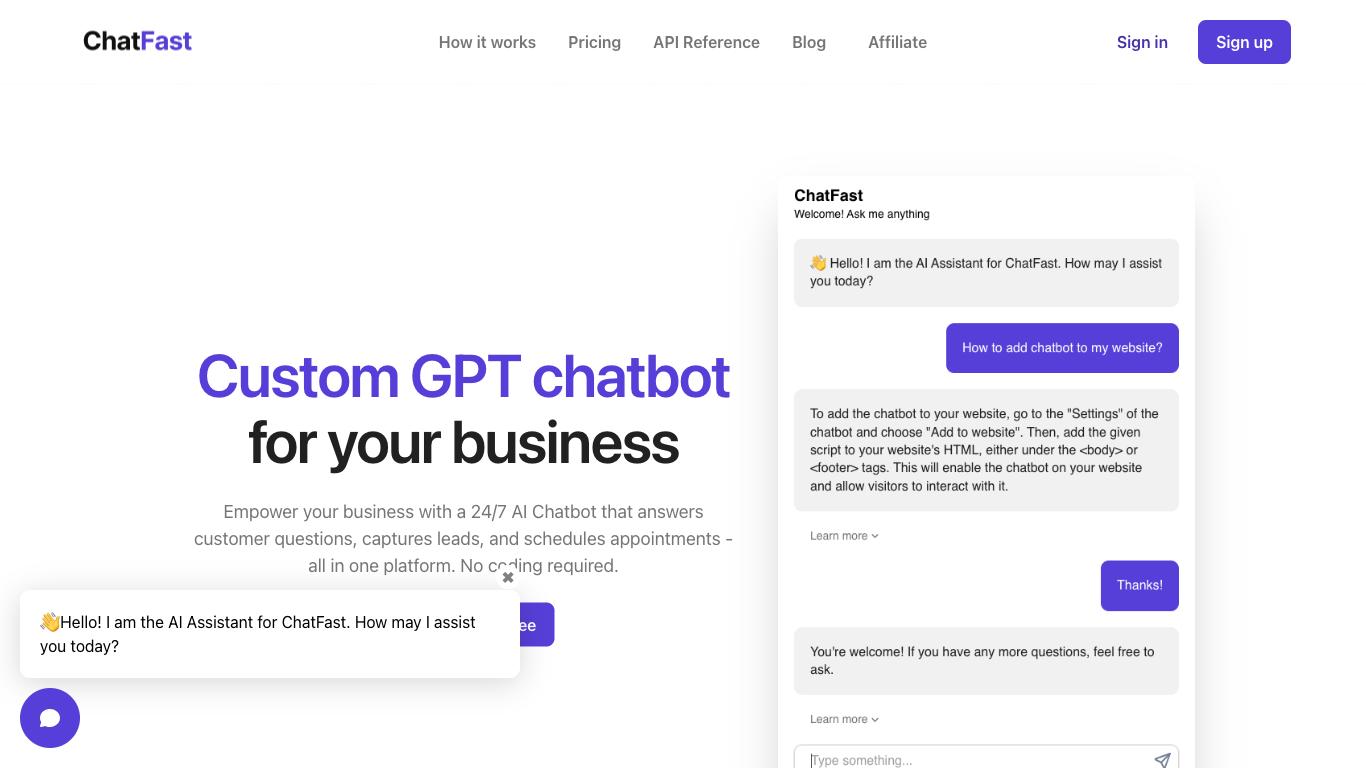 ChatFast
How it works
Pricing
API Reference
Blog
Affiliate
Sign in
Sign up
Custom GPT chatbot
for your business
Empower your business with a 24/7 AI Chatbot that answers
customer questions, captures leads, and schedules appointments -
all in one platform. No coding required.
ee
👋Hello! I am the AI Assistant for ChatFast. How may I assist
you today?
ChatFast
Welcome! Ask me anything
👋 Hello! I am the AI Assistant for ChatFast. How may I assist
you today?
How to add chatbot to my website?
To add the chatbot to your website, go to the "Settings" of the
chatbot and choose "Add to website". Then, add the given
script to your website's HTML, either under the <body> or
<footer> tags. This will enable the chatbot on your website
and allow visitors to interact with it.
Learn more
Thanks!
You're welcome! If you have any more questions, feel free to
ask.
Learn more
Type something...